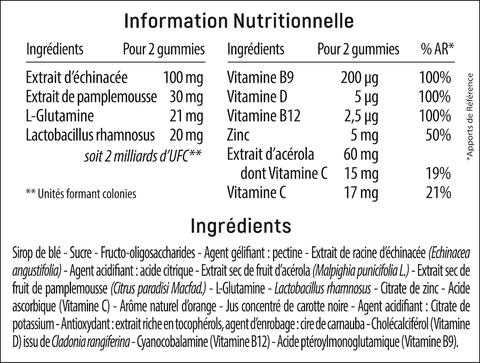 Information Nutritionnelle
Ingrédients Pour 2 gummies
Extrait d'échinacée 100 mg
Extrait de pamplemousse 30 mg
L-Glutamine 21 mg
Lactobacillus rhamnosus 20 mg
soit 2 milliards d'UFC**
** Unités formant colonies
Ingrédients Pour 2 gummies % AR*
Vitamine B9 200 µg 100%
Vitamine D 5 µg 100%
Vitamine B12 2,5 µg 100%
Zinc 5 mg 50%
Extrait d'acérola 60 mg
dont Vitamine C 15 mg 19%
Vitamine C 17 mg 21%
*Apports de Référence
Ingrédients
Sirop de blé - Sucre - Fructo-oligosaccharides - Agent gélifiant : pectine - Extrait de racine d'échinacée (Echinacea
angustifolia) - Agent acidifiant : acide citrique - Extrait sec de fruit d'acérola (Malpighia punicifolia L.) - Extrait sec de
fruit de pamplemousse (Citrus paradisi Macfad.) - L-Glutamine - Lactobacillus rhamnosus - Citrate de zinc - Acide
ascorbique (Vitamine C) - Arôme naturel d'orange - Jus concentré de carotte noire - Agent acidifiant : Citrate de
potassium - Antioxydant : extrait riche en tocophérols, agent d'enrobage : cire de carnauba - Cholécalciférol (Vitamine
D) issu de Cladonia rangiferina - Cyanocobalamine (Vitamine B12) - Acide ptéroylmonoglutamique (Vitamine B9).